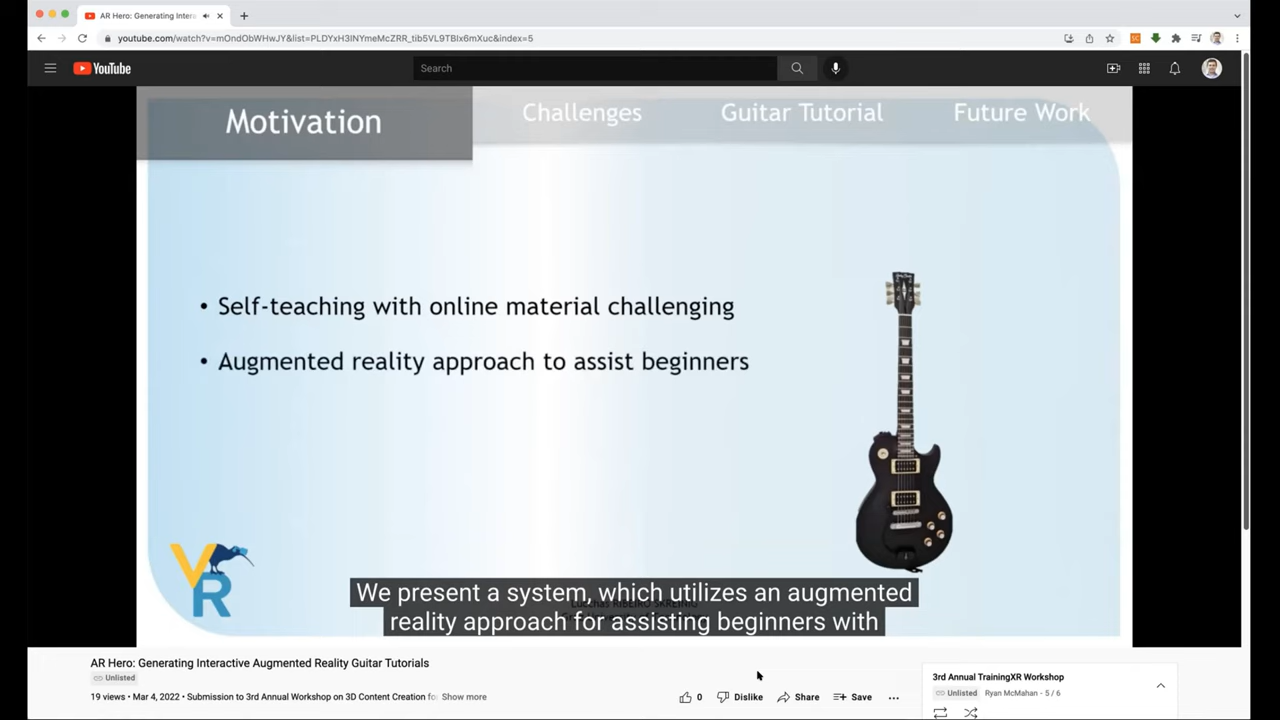 AR Hero: Generating Intera
youtube.com/watch?v=mOndObWHwJY&list=PLDYxH3INYmeMcZRR_tib5VL9TBIx6mXuc&index=5
YouTube
Search
Motivation
Challenges
Guitar Tutorial
Future Work
• Self-teaching with online material challenging
• Augmented reality approach to assist beginners
VR
We present a system, which utilizes an augmented
reality approach for assisting beginners with
AR Hero: Generating Interactive Augmented Reality Guitar Tutorials
Unlisted
19 views • Mar 4, 2022 • Submission to 3rd Annual Workshop on 3D Content Creation fo Show more
0
Dislike
Share
Save
3rd Annual TrainingXR Workshop
Unlisted Ryan McMahan - 5 / 6